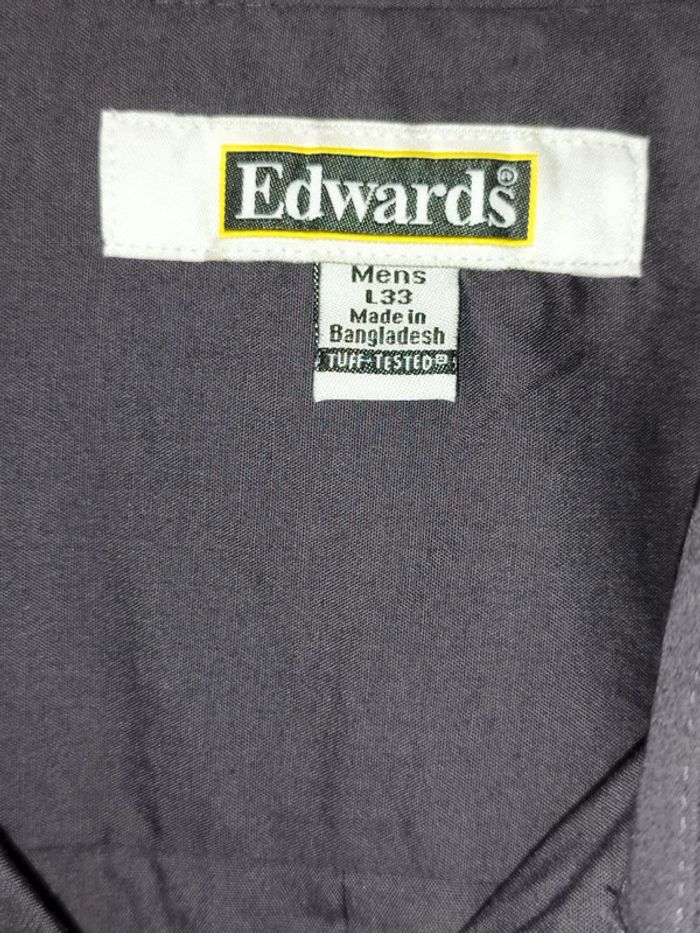 Edwards®
Mens
L33
Made in
Bangladesh
TUFF-TESTED®